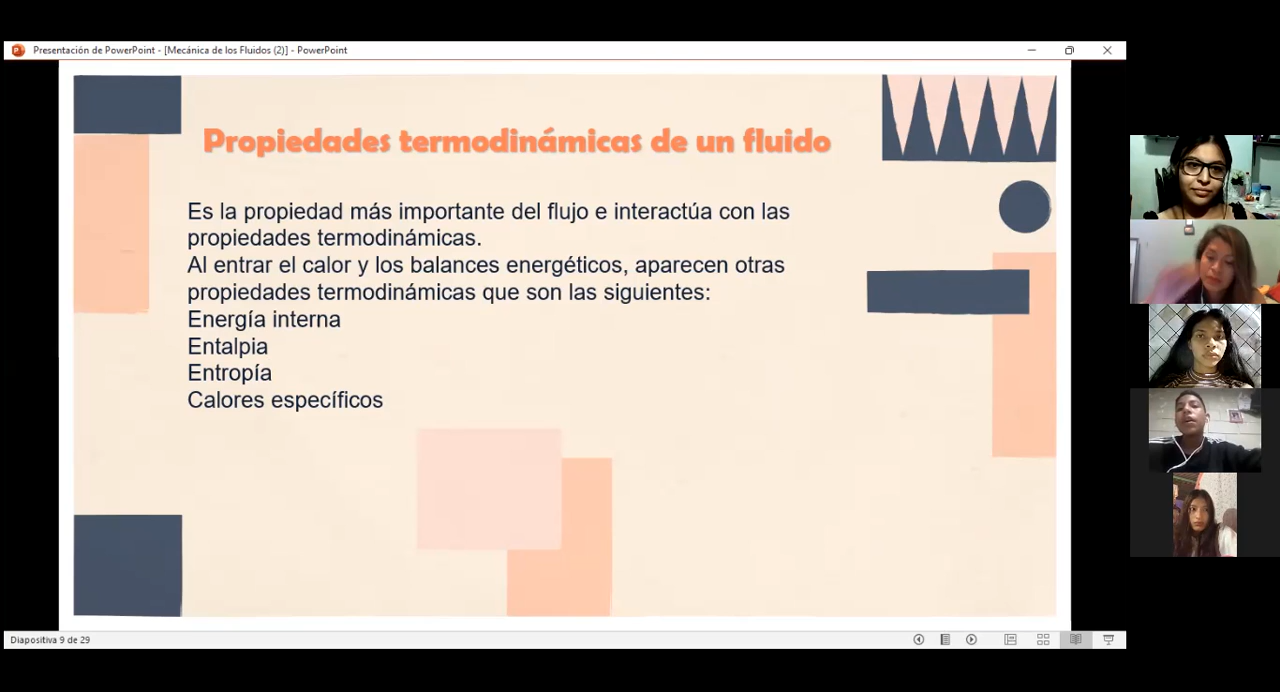 Presentación de PowerPoint - [Mecánica de los Fluidos (2)] - PowerPoint
Propiedades termodinámicas de un fluido
Es la propiedad más importante del flujo e interactúa con las
propiedades termodinámicas.
Al entrar el calor y los balances energéticos, aparecen otras
propiedades termodinámicas que son las siguientes:
Energía interna
Entalpia
Entropía
Calores específicos
Diapositiva 9 de 29